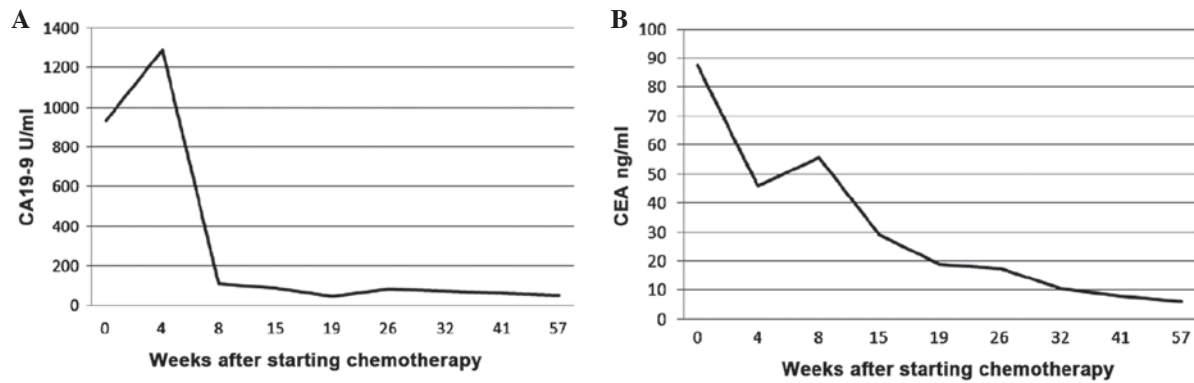 A
CA19-9 U/ml
1400
1200
1000
800
600
400
200
0
0 4 8 15 19 26 32 41 57
Weeks after starting chemotherapy
B
CEA ng/ml
100
90
80
70
60
50
40
30
20
10
0
0 4 8 15 19 26 32 41 57
Weeks after starting chemotherapy